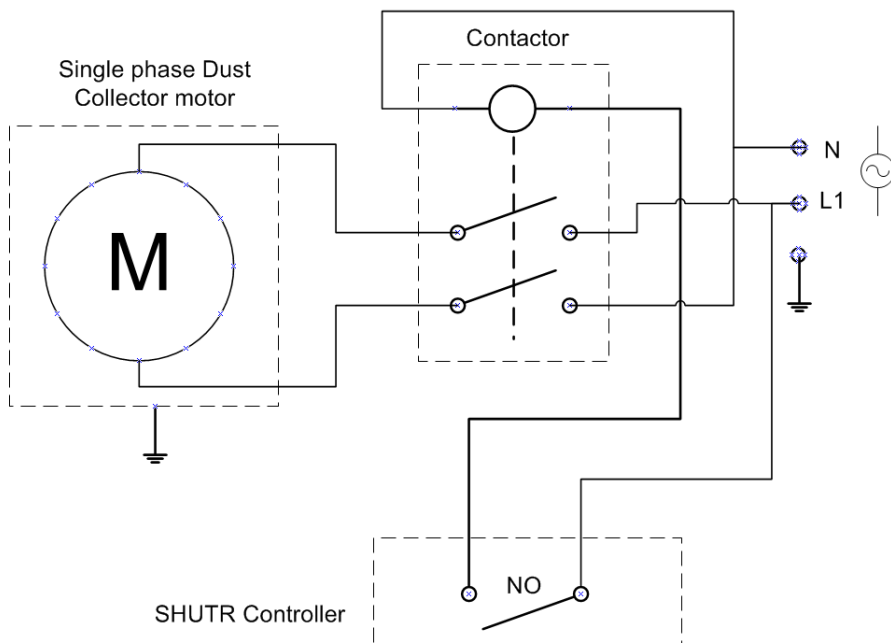 Contactor
Single phase Dust
Collector motor
N
L1
M
NO
SHUTR Controller